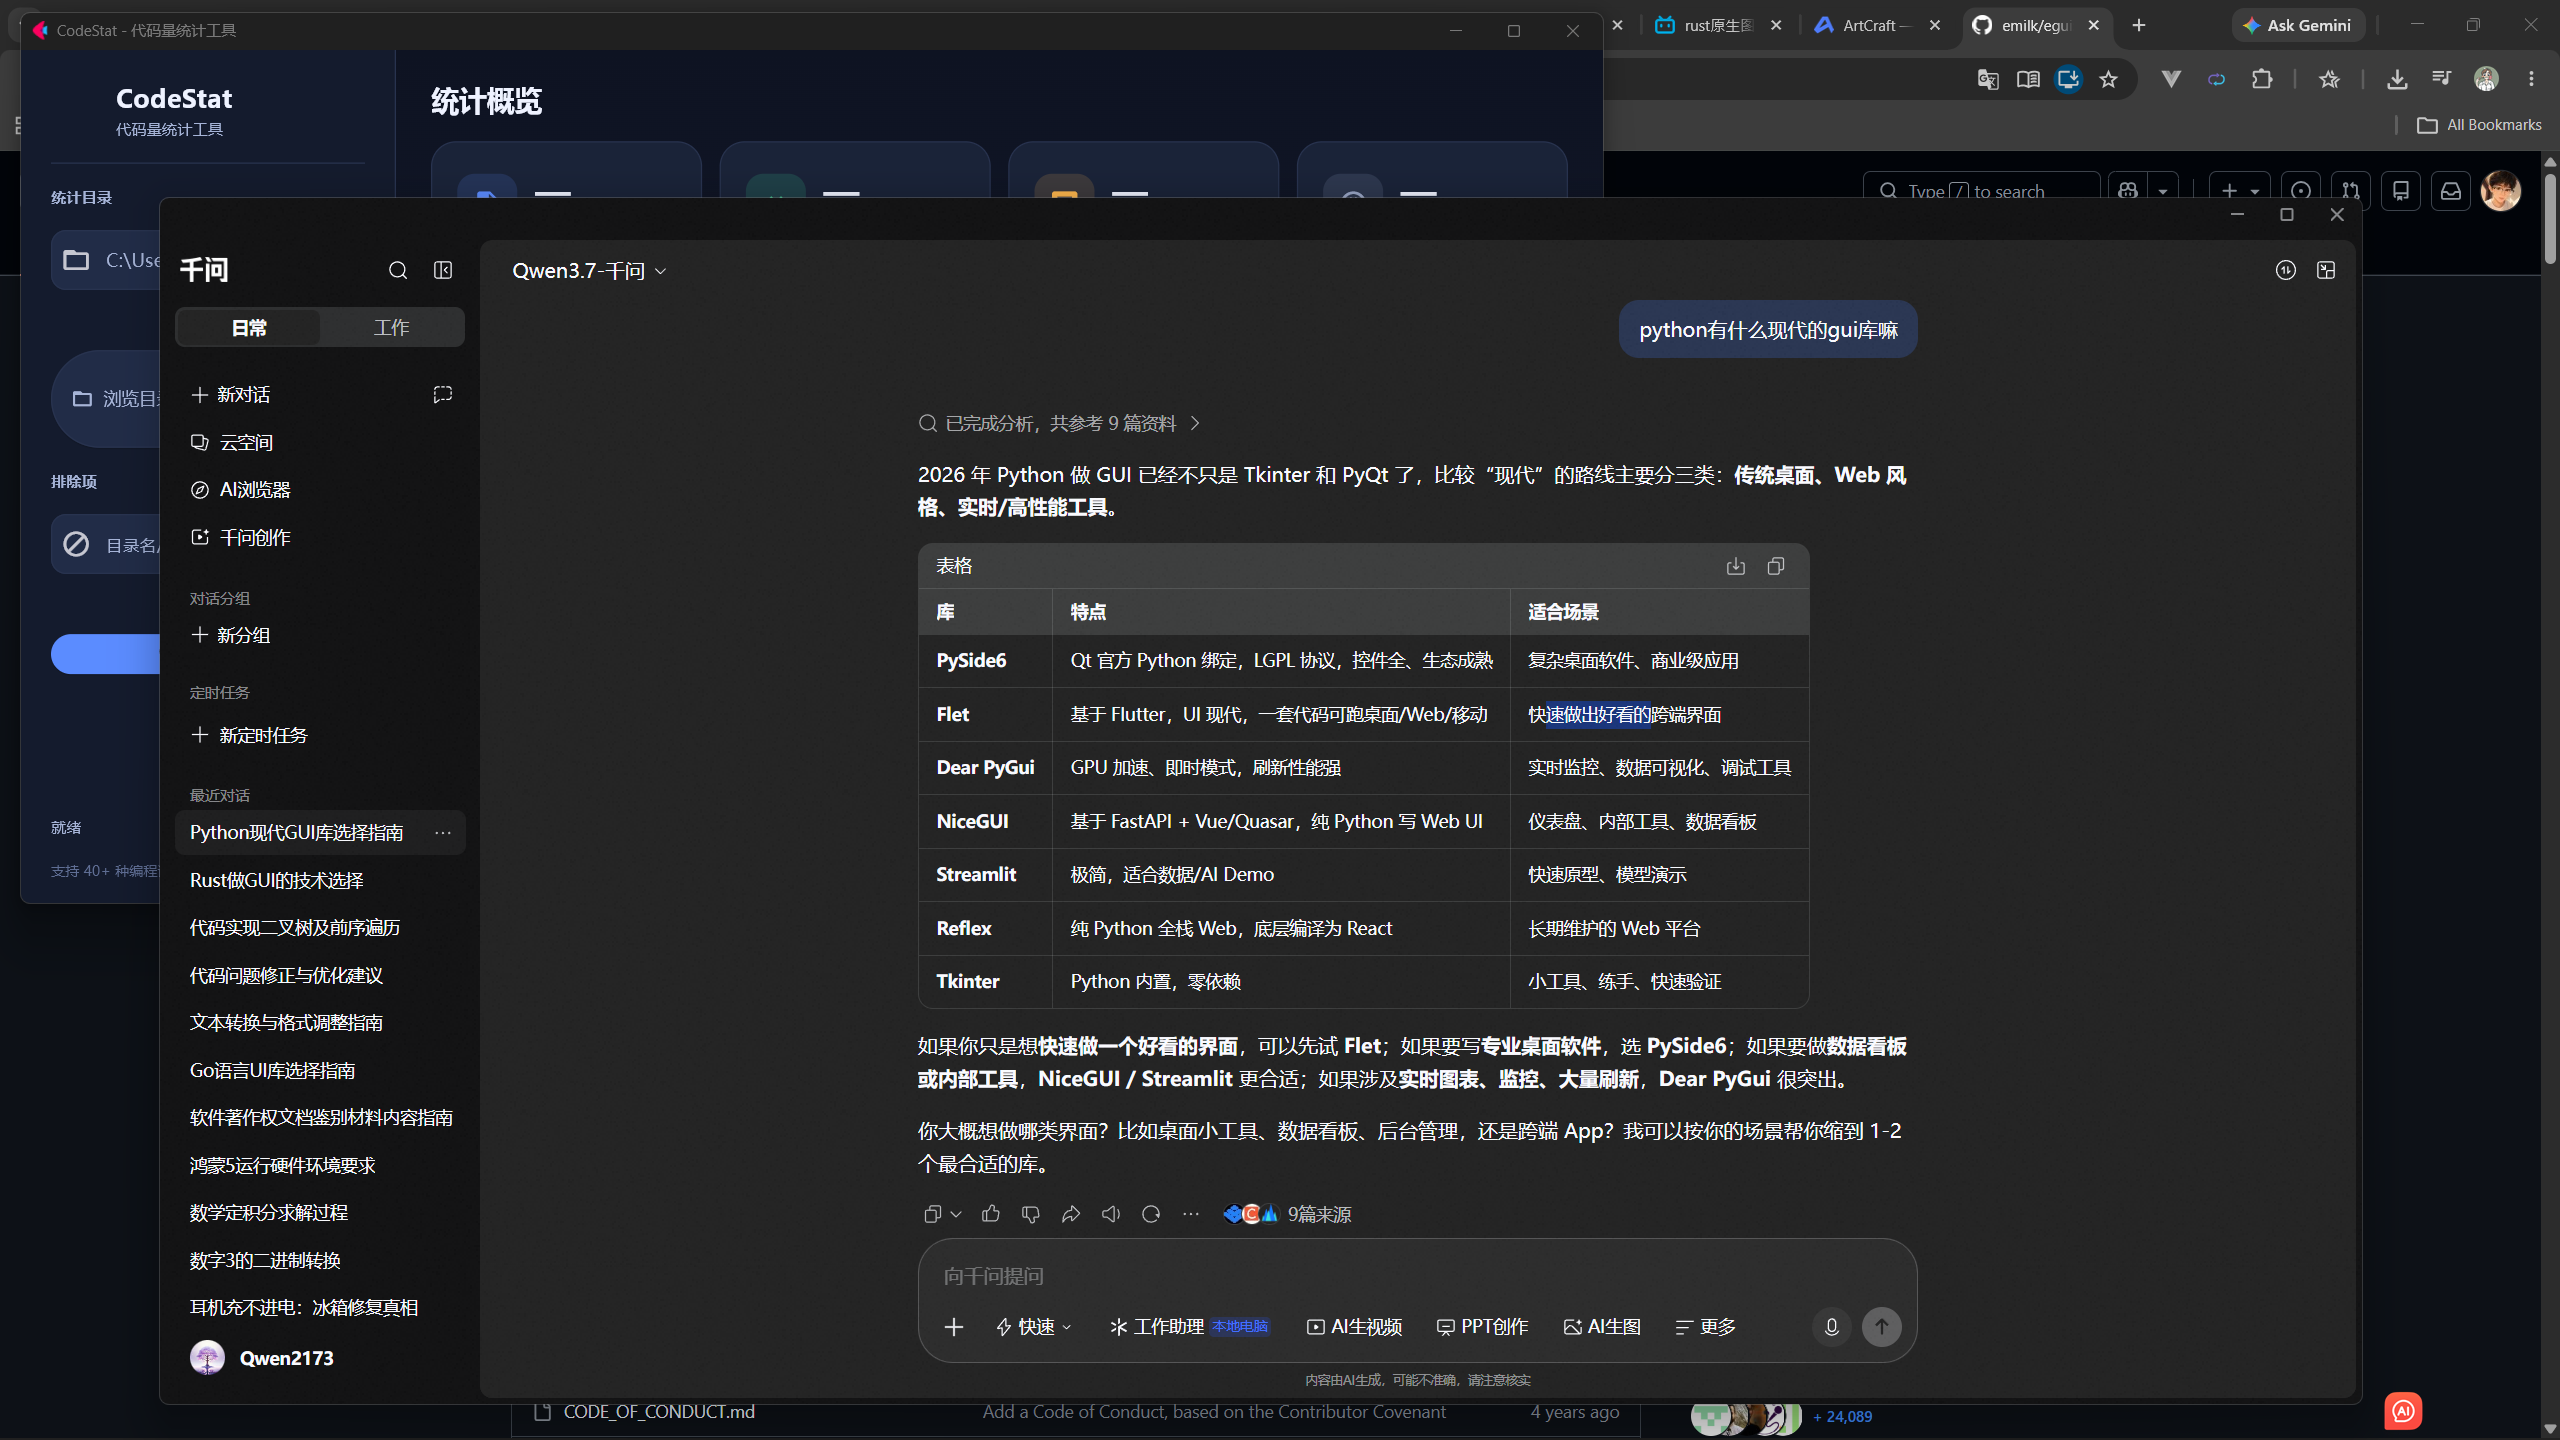 CodeStat - 代码量统计工具
rust原生图
ArtCraft —
emilk/egui
Ask Gemini
All Bookmarks
CodeStat
代码量统计工具
统计目录
C:\Use
浏览目录
排除项
目录名/
就绪
支持 40+ 种编程
统计概览
Type / to search
千问
日常
工作
新对话
云空间
AI浏览器
千问创作
对话分组
新分组
定时任务
新定时任务
最近对话
Python现代GUI库选择指南
Rust做GUI的技术选择
代码实现二叉树及前序遍历
代码问题修正与优化建议
文本转换与格式调整指南
Go语言UI库选择指南
软件著作权文档鉴别材料内容指南
鸿蒙5运行硬件环境要求
数学定积分求解过程
数字3的二进制转换
耳机充不进电：冰箱修复真相
Qwen2173
Qwen3.7-千问
python有什么现代的gui库嘛
已完成分析，共参考 9 篇资料
2026 年 Python 做 GUI 已经不只是 Tkinter 和 PyQt 了，比较“现代”的路线主要分三类：传统桌面、Web 风
格、实时/高性能工具。
表格
库 特点 适合场景
PySide6 Qt 官方 Python 绑定，LGPL 协议，控件全、生态成熟 复杂桌面软件、商业级应用
Flet 基于 Flutter，UI 现代，一套代码可跑桌面/Web/移动 快速做出好看的跨端界面
Dear PyGui GPU 加速、即时模式，刷新性能强 实时监控、数据可视化、调试工具
NiceGUI 基于 FastAPI + Vue/Quasar，纯 Python 写 Web UI 仪表盘、内部工具、数据看板
Streamlit 极简，适合数据/AI Demo 快速原型、模型演示
Reflex 纯 Python 全栈 Web，底层编译为 React 长期维护的 Web 平台
Tkinter Python 内置，零依赖 小工具、练手、快速验证
如果你只是想快速做一个好看的界面，可以先试 Flet；如果要写专业桌面软件，选 PySide6；如果要做数据看板
或内部工具，NiceGUI / Streamlit 更合适；如果涉及实时图表、监控、大量刷新，Dear PyGui 很突出。
你大概想做哪类界面？比如桌面小工具、数据看板、后台管理，还是跨端 App？我可以按你的场景帮你缩到 1-2
个最合适的库。
9篇来源
向千问提问
快速
工作助理 本地电脑
AI生视频
PPT创作
AI生图
更多
内容由AI生成，可能不准确，请注意核实
CODE_OF_CONDUCT.md
Add a Code of Conduct, based on the Contributor Covenant
4 years ago
+ 24,089
AI